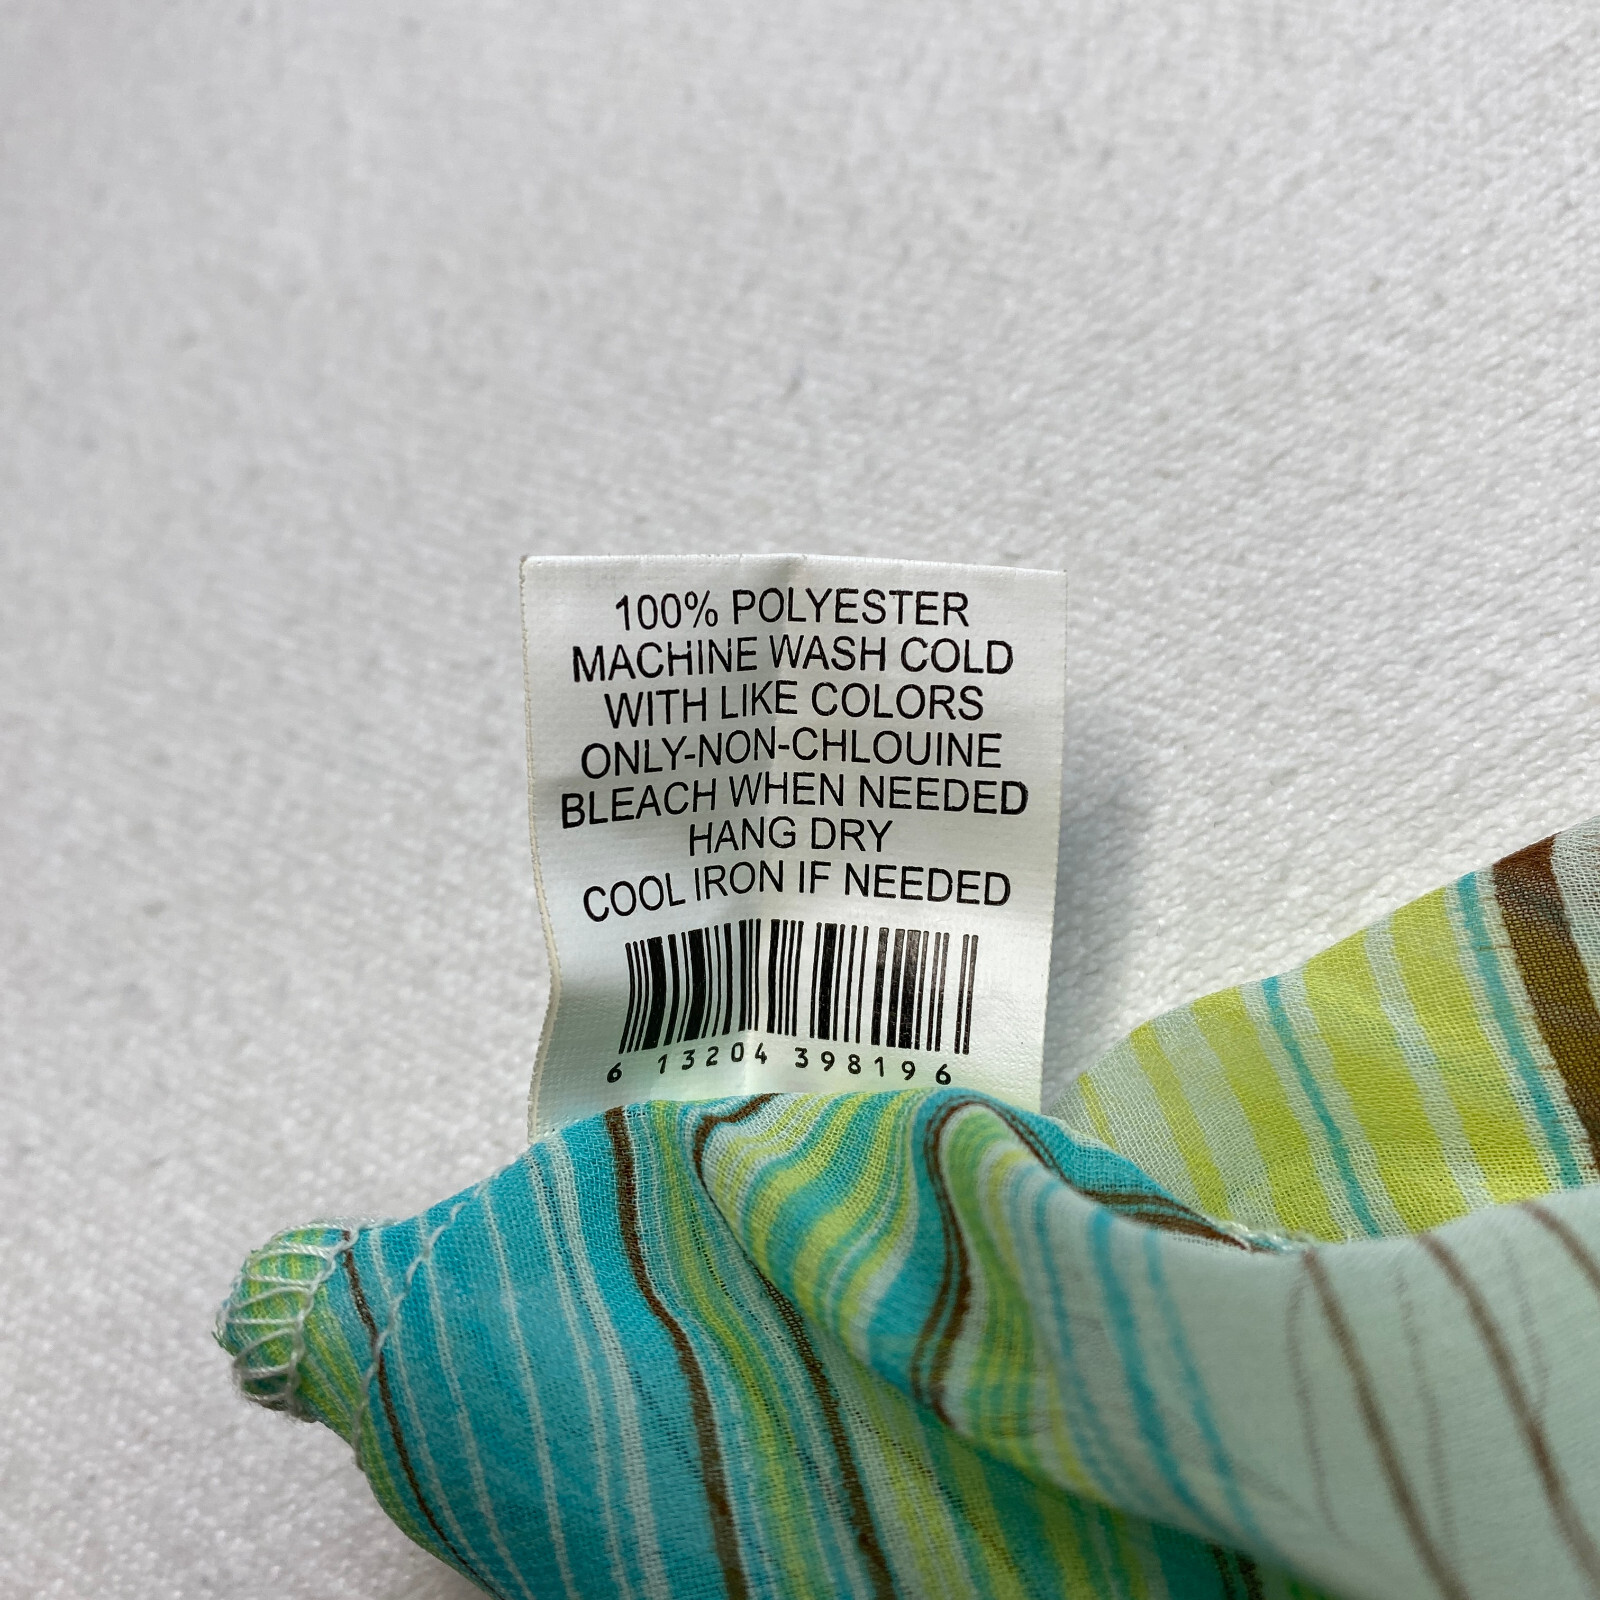 100% POLYESTER
MACHINE WASH COLD
WITH LIKE COLORS
ONLY-NON-CHLOUINE
BLEACH WHEN NEEDED
HANG DRY
COOL IRON IF NEEDED
6 13204 398196